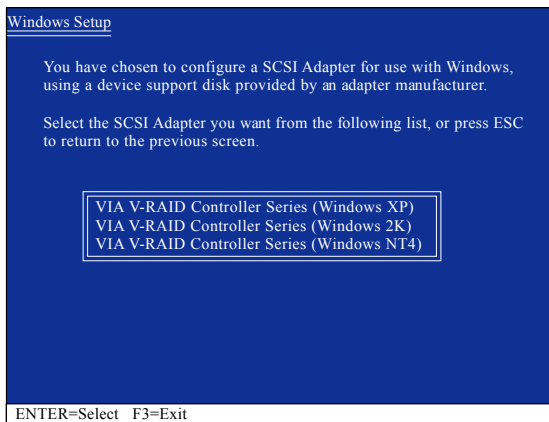 Windows Setup
You have chosen to configure a SCSI Adapter for use with Windows,
using a device support disk provided by an adapter manufacturer.
Select the SCSI Adapter you want from the following list, or press ESC
to return to the previous screen.
VIA V-RAID Controller Series (Windows XP)
VIA V-RAID Controller Series (Windows 2K)
VIA V-RAID Controller Series (Windows NT4)
ENTER=Select F3=Exit